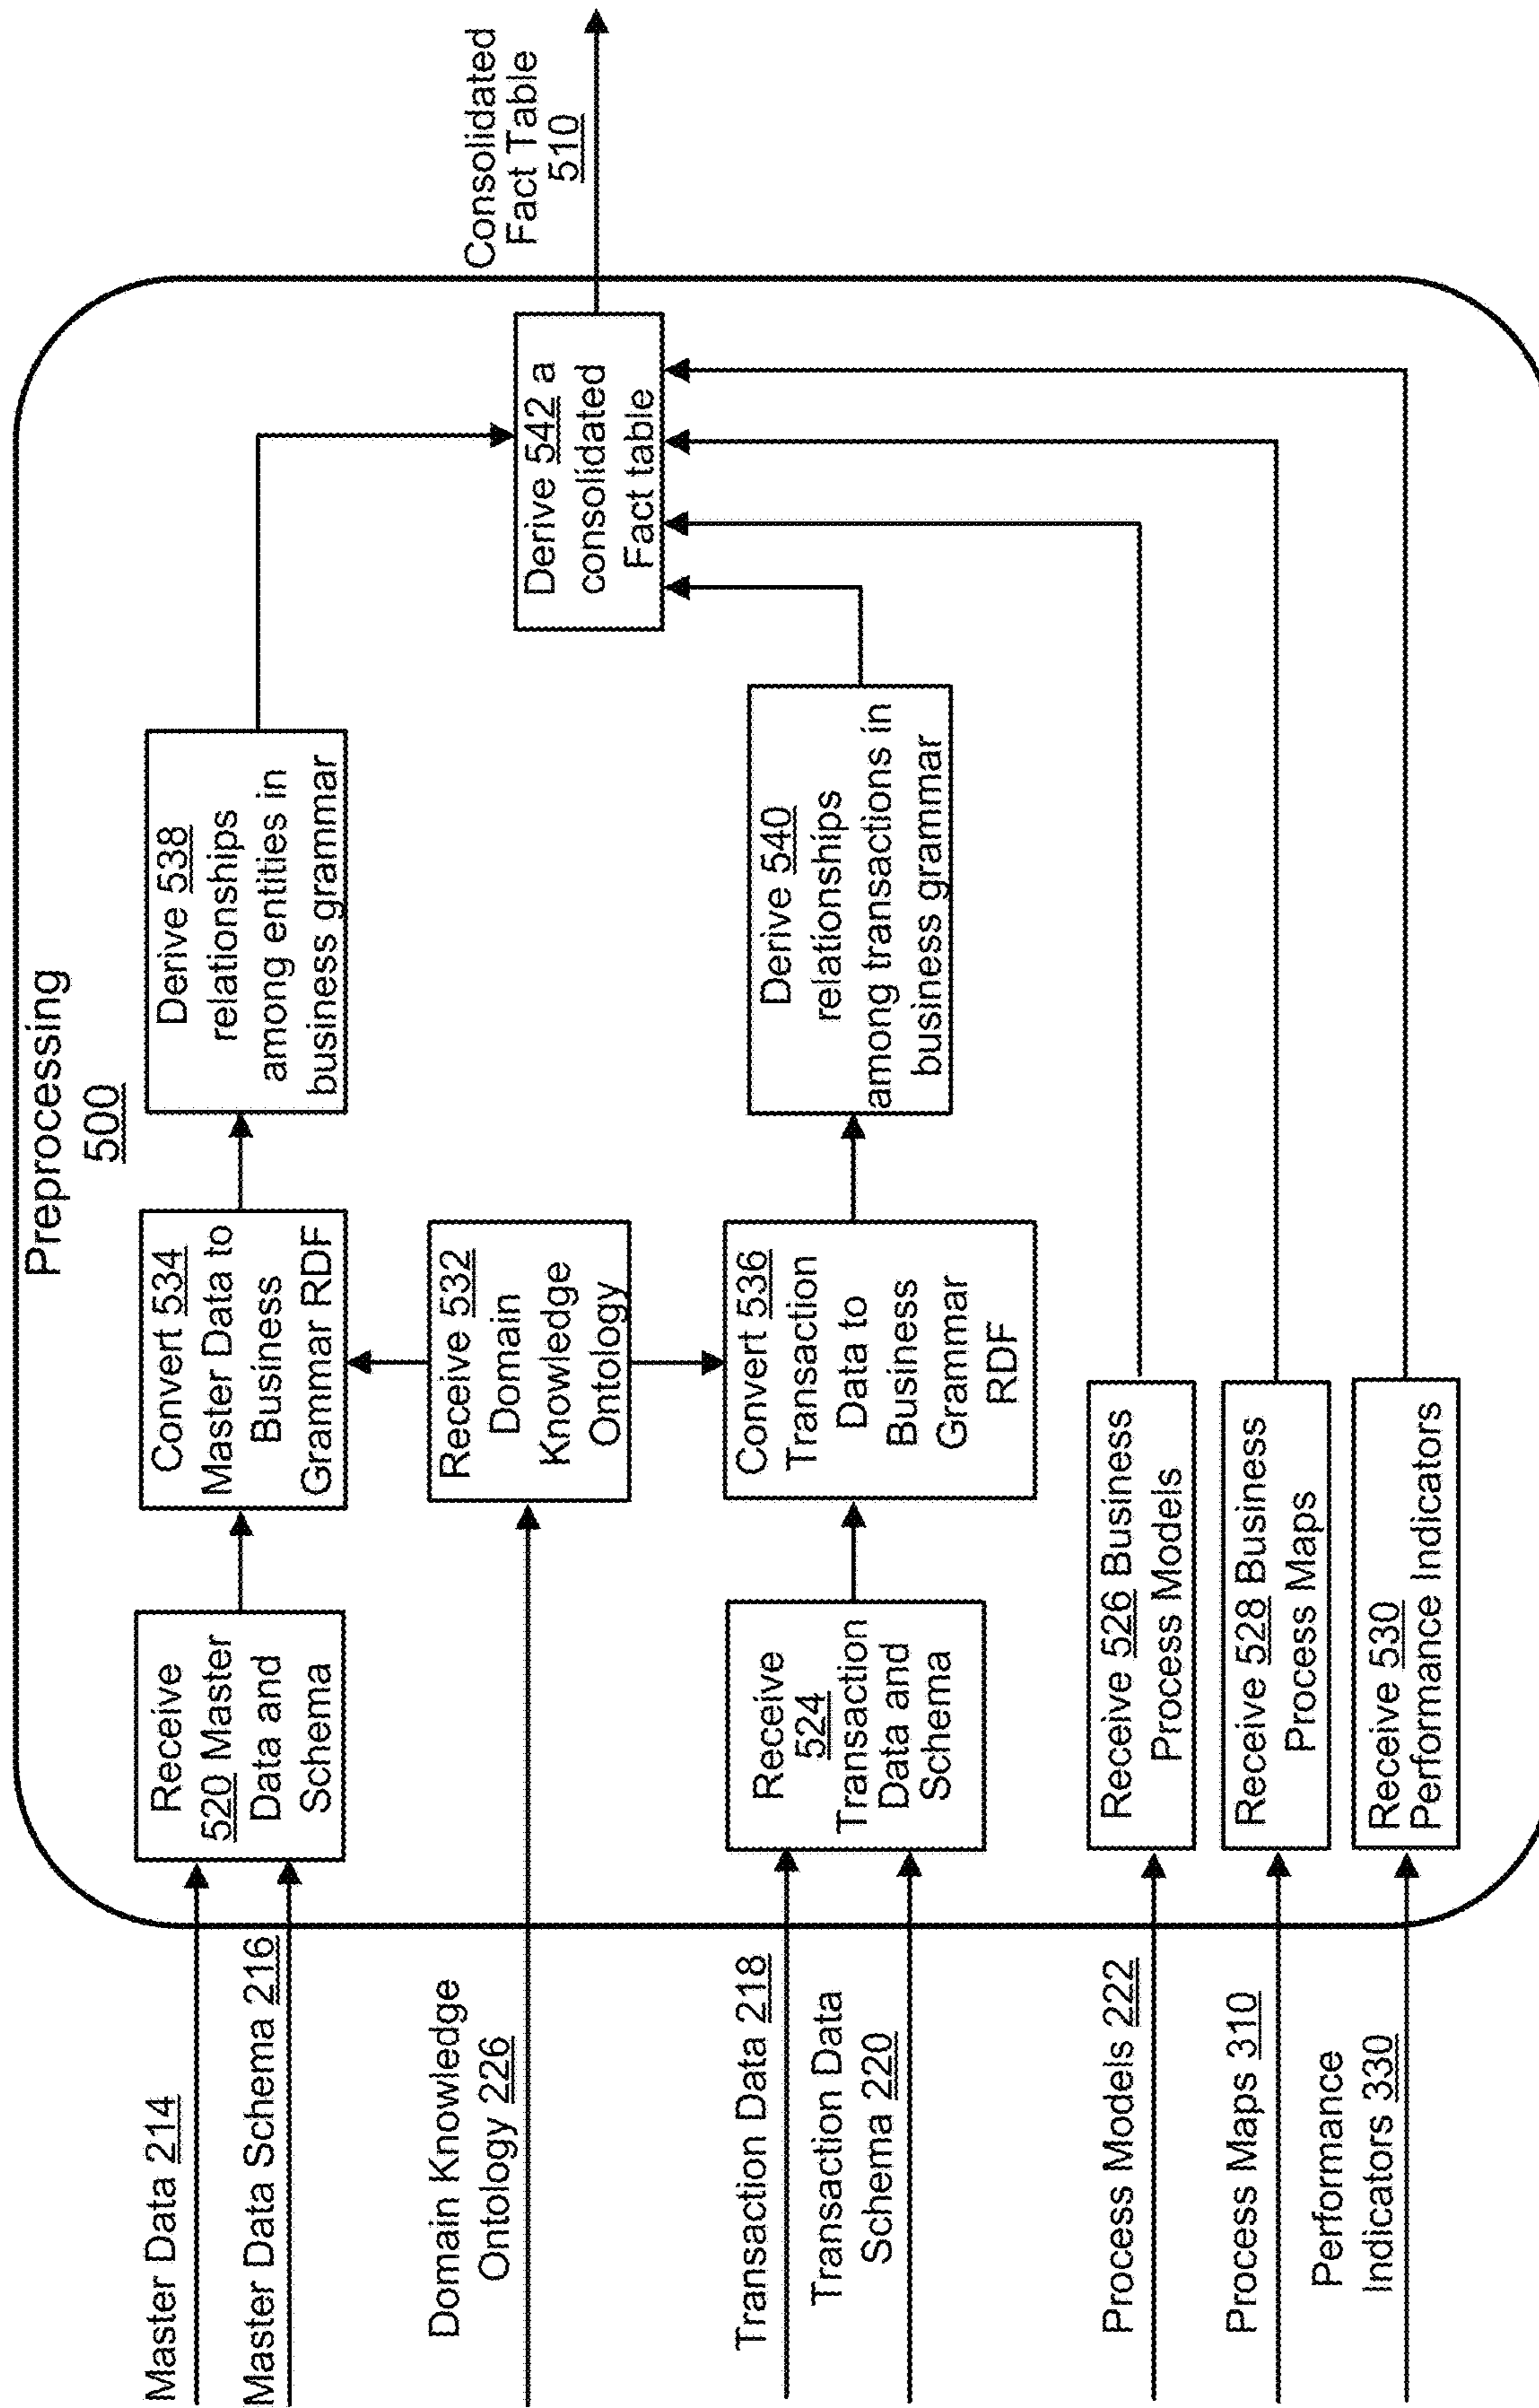 Preprocessing
500
Master Data 214
Master Data Schema 216
Domain Knowledge
Ontology 226
Transaction Data 218
Transaction Data
Schema 220
Process Models 222
Process Maps 310
Performance
Indicators 330
Receive
520 Master
Data and
Schema
Convert 534
Master Data to
Business
Grammar RDF
Derive 538
relationships
among entities in
business grammar
Receive 532
Domain
Knowledge
Ontology
Receive
524
Transaction
Data and
Schema
Convert 536
Transaction
Data to
Business
Grammar
RDF
Derive 540
relationships
among transactions in
business grammar
Receive 526 Business
Process Models
Receive 528 Business
Process Maps
Receive 530
Performance Indicators
Derive 542 a
consolidated
Fact table
Consolidated
Fact Table
510